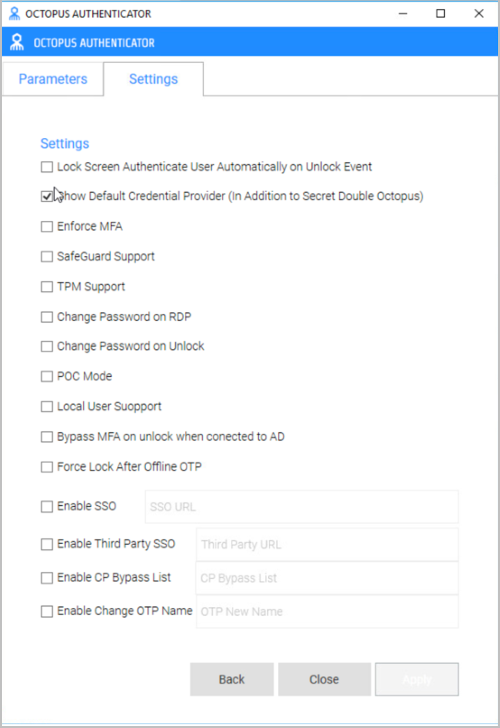 OCTOPUS AUTHENTICATOR
OCTOPUS AUTHENTICATOR
Parameters
Settings
Settings
Lock Screen Authenticate User Automatically on Unlock Event
Show Default Credential Provider (In Addition to Secret Double Octopus)
Enforce MFA
SafeGuard Support
TPM Support
Change Password on RDP
Change Password on Unlock
POC Mode
Local User Suopport
Bypass MFA on unlock when conected to AD
Force Lock After Offline OTP
Enable SSO SSO URL
Enable Third Party SSO Third Party URL
Enable CP Bypass List CP Bypass List
Enable Change OTP Name OTP New Name
Back Close Apply